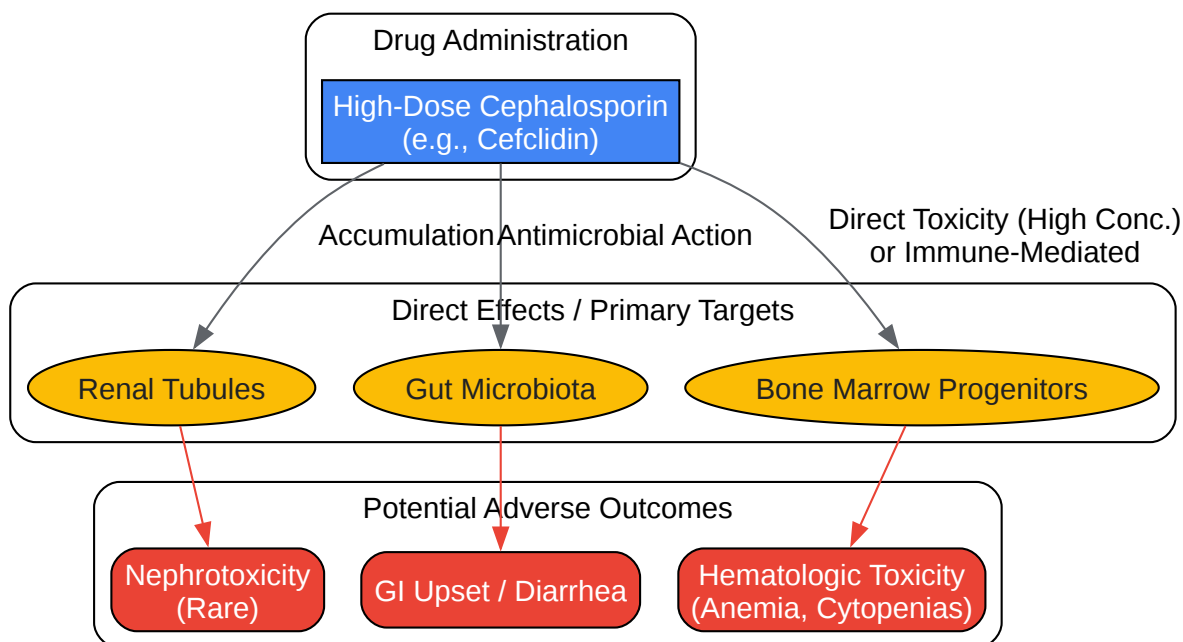 Drug Administration
High-Dose Cephalosporin
(e.g., Cefclidin)
Accumulation
Antimicrobial Action
Direct Toxicity (High Conc.)
or Immune-Mediated
Direct Effects / Primary Targets
Renal Tubules
Gut Microbiota
Bone Marrow Progenitors
Potential Adverse Outcomes
Nephrotoxicity
(Rare)
GI Upset / Diarrhea
Hematologic Toxicity
(Anemia, Cytopenias)